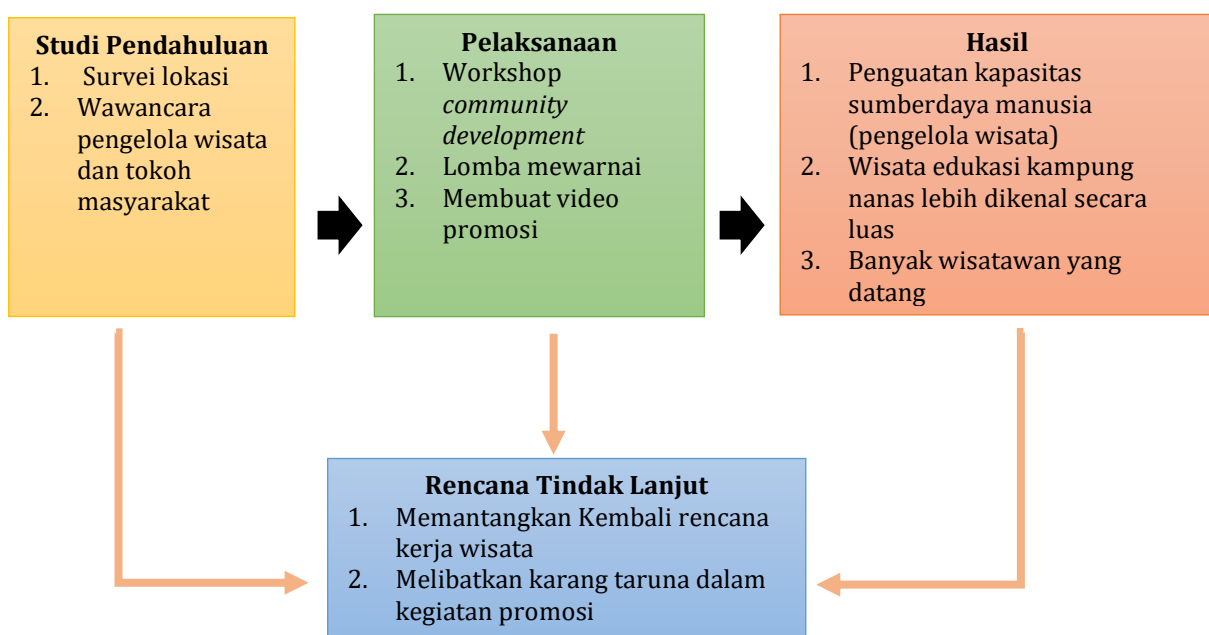 Studi Pendahuluan
1. Survei lokasi
2. Wawancara
pengelola wisata
dan tokoh
masyarakat
Pelaksanaan
1. Workshop
community
development
2. Lomba mewarnai
3. Membuat video
promosi
Hasil
1. Penguatan kapasitas
sumberdaya manusia
(pengelola wisata)
2. Wisata edukasi kampung
nanas lebih dikenal secara
luas
3. Banyak wisatawan yang
datang
Rencana Tindak Lanjut
1. Memantangkan Kembali rencana
kerja wisata
2. Melibatkan karang taruna dalam
kegiatan promosi